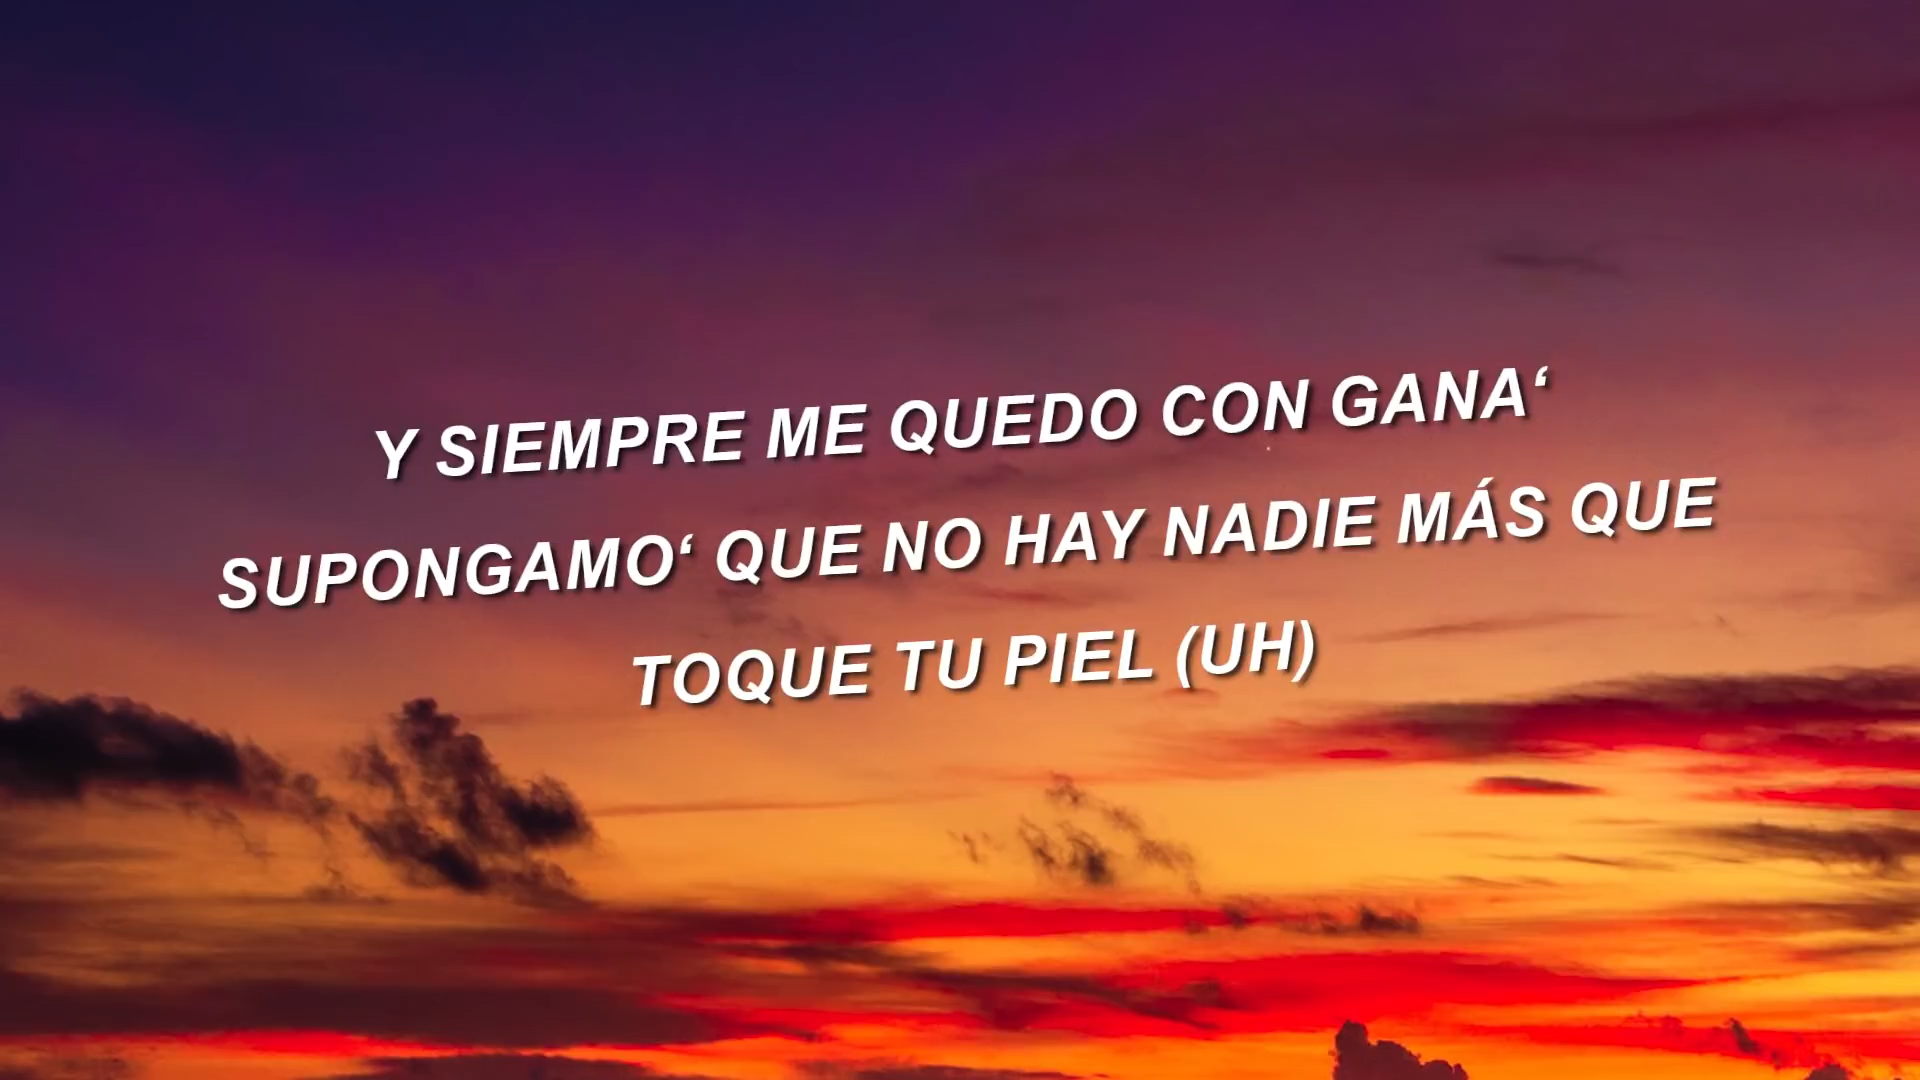 Y SIEMPRE ME QUEDO CON GANA‘
SUPONGAMO‘ QUE NO HAY NADIE MÁS QUE
TOQUE TU PIEL (UH)